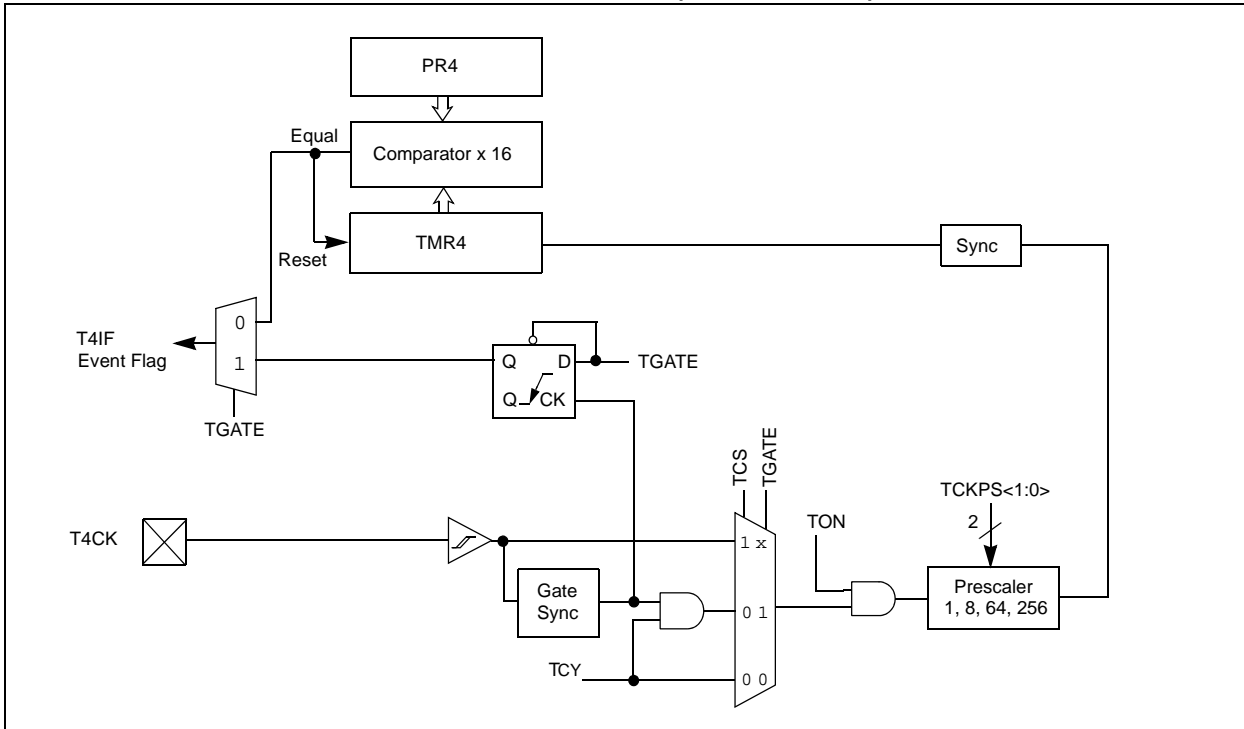 PR4
Equal
Comparator x 16
TMR4
Reset
Sync
0
T4IF
Event Flag
1
Q
D
TGATE
Q
CK
TGATE
TCS
TGATE
TCKPS<1:0>
2
TON
T4CK
1 x
Gate
Sync
Prescaler
1, 8, 64, 256
0 1
TCY
0 0